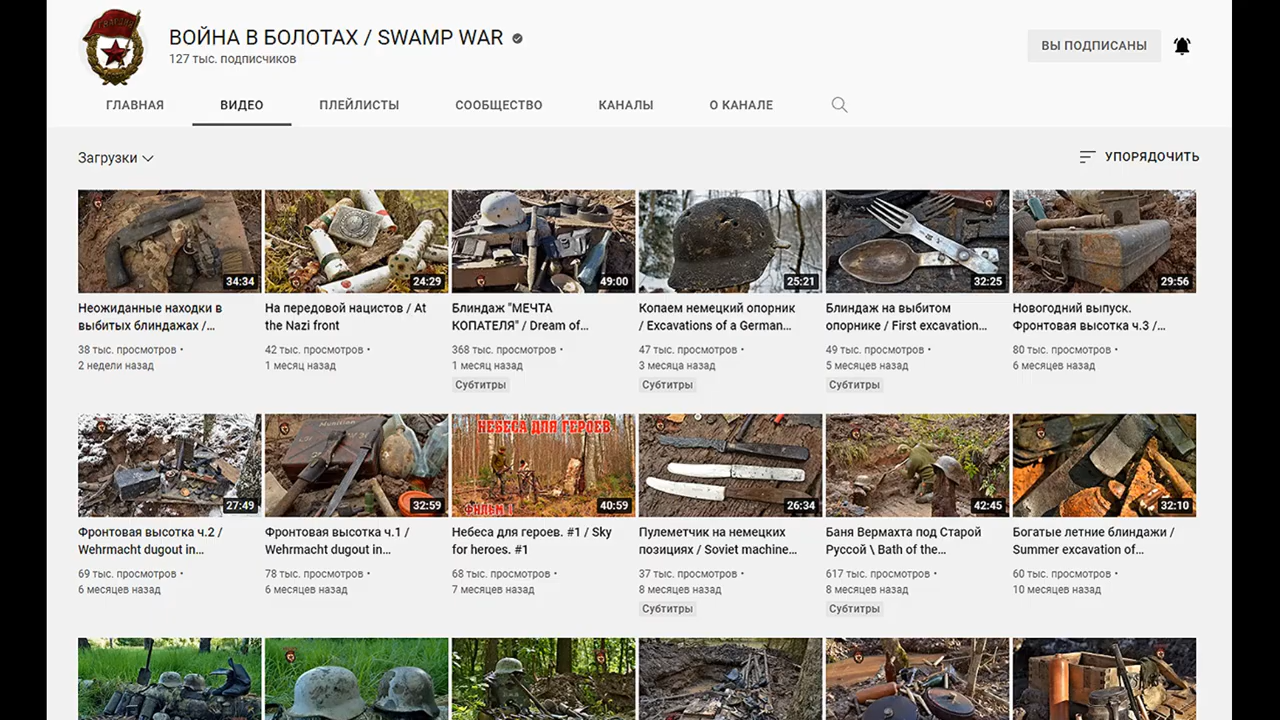 ВОЙНА В БОЛОТАХ / SWAMP WAR
127 тыс. подписчиков
ВЫ ПОДПИСАНЫ
ГЛАВНАЯ ВИДЕО ПЛЕЙЛИСТЫ СООБЩЕСТВО КАНАЛЫ О КАНАЛЕ
Загрузки
УПОРЯДОЧИТЬ
34:34 24:29 49:00 25:21 32:25 29:56
Неожиданные находки в
выбитых блиндажах /...
38 тыс. просмотров •
2 недели назад
На передовой нацистов / At
the Nazi front
42 тыс. просмотров •
1 месяц назад
Блиндаж "МЕЧТА
КОПАТЕЛЯ" / Dream of...
368 тыс. просмотров •
1 месяц назад
Субтитры
Копаем немецкий опорник
/ Excavations of a German...
47 тыс. просмотров •
3 месяца назад
Субтитры
Блиндаж на выбитом
опорнике / First excavation...
49 тыс. просмотров •
5 месяцев назад
Субтитры
Новогодний выпуск.
Фронтовая высотка ч.3 /...
80 тыс. просмотров •
6 месяцев назад
НЕБЕСА ДЛЯ ГЕРОЕВ
ФИЛЬМ 1
27:49 32:59 40:59 26:34 42:45 32:10
Фронтовая высотка ч.2 /
Wehrmacht dugout in...
69 тыс. просмотров •
6 месяцев назад
Фронтовая высотка ч.1 /
Wehrmacht dugout in...
78 тыс. просмотров •
6 месяцев назад
Небеса для героев. #1 / Sky
for heroes. #1
68 тыс. просмотров •
7 месяцев назад
Пулеметчик на немецких
позициях / Soviet machine...
37 тыс. просмотров •
8 месяцев назад
Субтитры
Баня Вермахта под Старой
Руссой \ Bath of the...
617 тыс. просмотров •
8 месяцев назад
Субтитры
Богатые летние блиндажи /
Summer excavation of...
60 тыс. просмотров •
10 месяцев назад